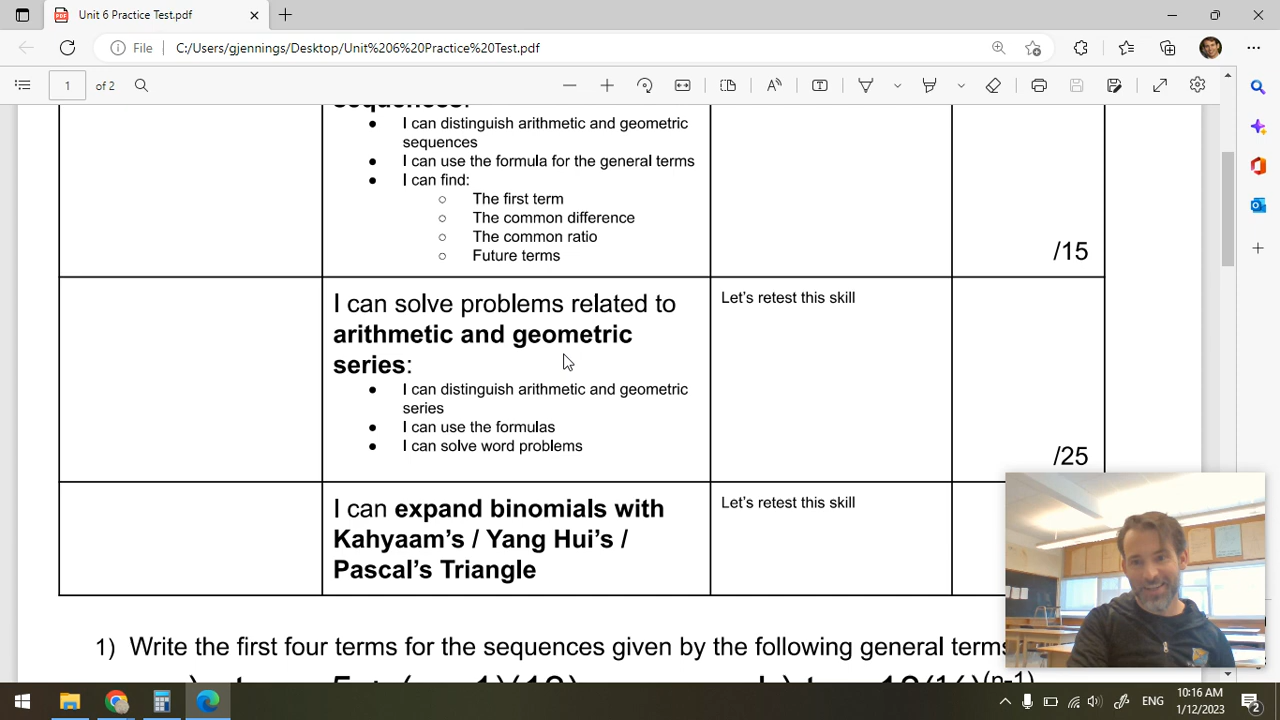 Unit 6 Practice Test.pdf
File
C:/Users/gjennings/Desktop/Unit%206%20Practice%20Test.pdf
1
of 2
I can distinguish arithmetic and geometric
sequences
I can use the formula for the general terms
I can find:
The first term
The common difference
The common ratio
Future terms
/15
I can solve problems related to
arithmetic and geometric
series:
I can distinguish arithmetic and geometric
series
I can use the formulas
I can solve word problems
Let's retest this skill
/25
I can expand binomials with
Kahyaam's / Yang Hui's /
Pascal's Triangle
Let's retest this skill
1) Write the first four terms for the sequences given by the following general terms
ENG
10:16 AM
1/12/2023
2